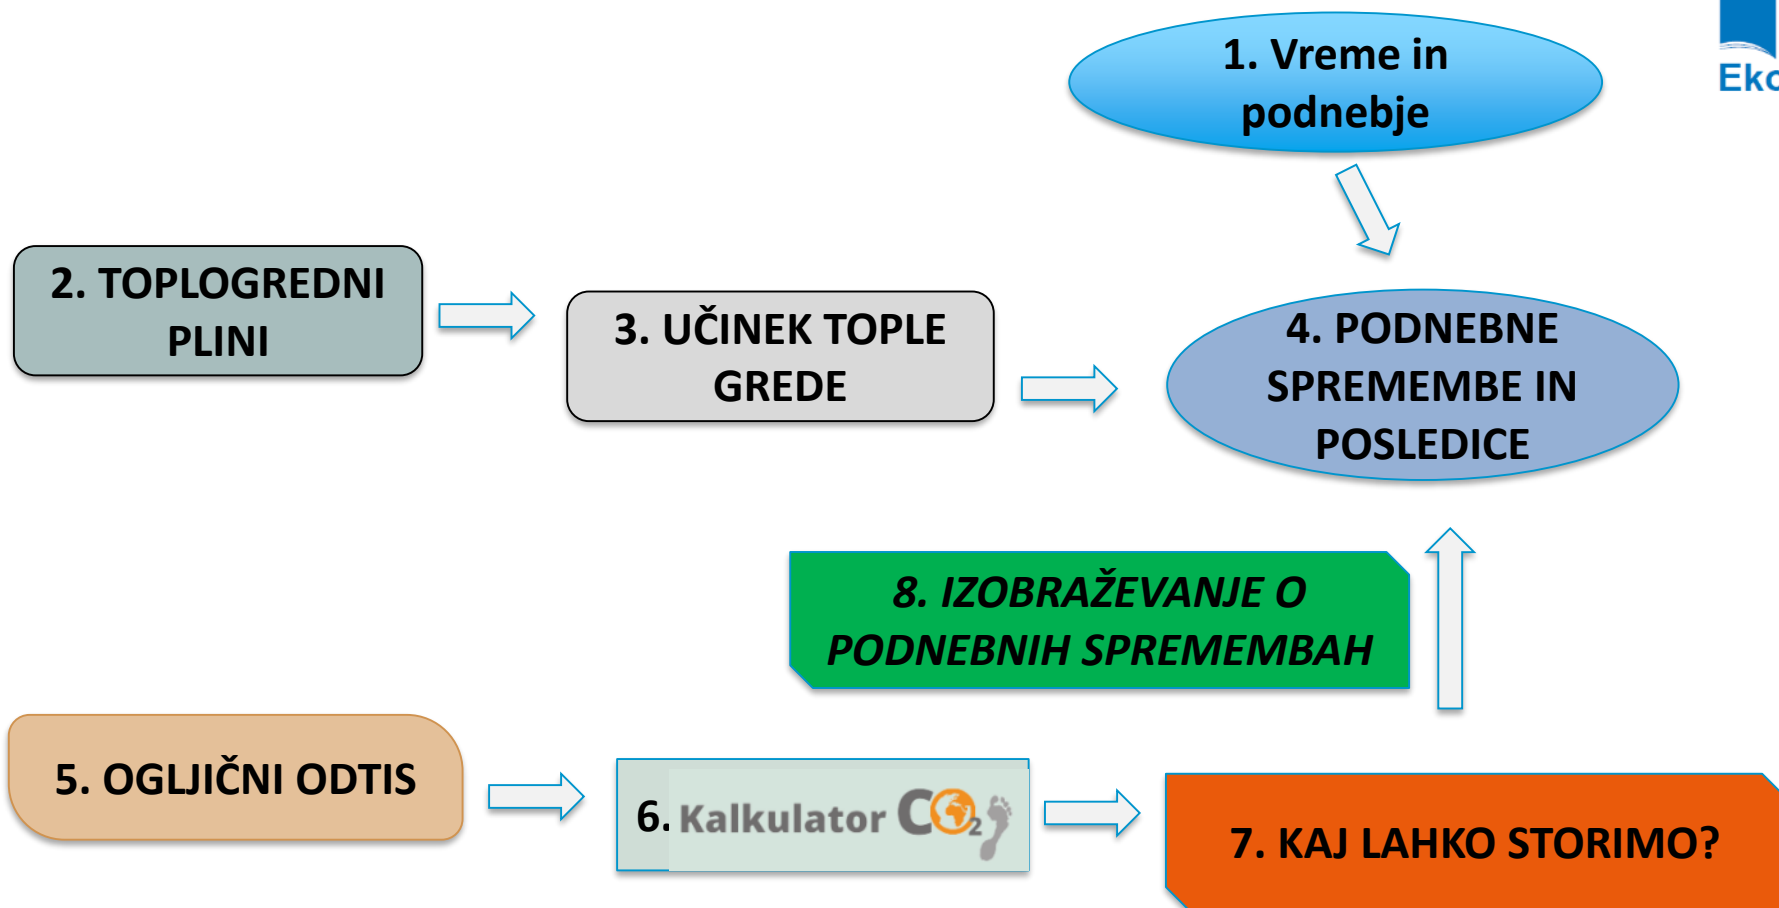 1. Vreme in
podnebje
2. TOPLOGREDNI
PLINI
3. UČINEK TOPLE
GREDE
4. PODNEBNE
SPREMEMBE IN
POSLEDICE
8. IZOBRAŽEVANJE O
PODNEBNIH SPREMEMBAH
5. OGLJIČNI ODTIS
6. Kalkulator CO2
7. KAJ LAHKO STORIMO?